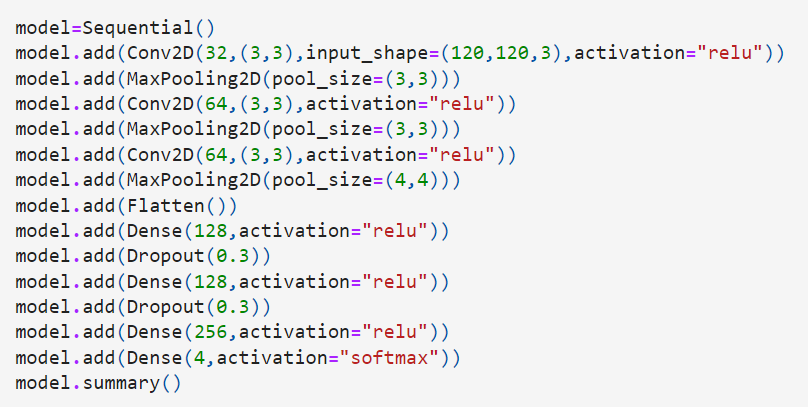 model=Sequential()
model.add(Conv2D(32,(3,3),input_shape=(120,120,3),activation="relu"))
model.add(MaxPooling2D(pool_size=(3,3)))
model.add(Conv2D(64,(3,3),activation="relu"))
model.add(MaxPooling2D(pool_size=(3,3)))
model.add(Conv2D(64,(3,3),activation="relu"))
model.add(MaxPooling2D(pool_size=(4,4)))
model.add(Flatten())
model.add(Dense(128,activation="relu"))
model.add(Dropout(0.3))
model.add(Dense(128,activation="relu"))
model.add(Dropout(0.3))
model.add(Dense(256,activation="relu"))
model.add(Dense(4,activation="softmax"))
model.summary()